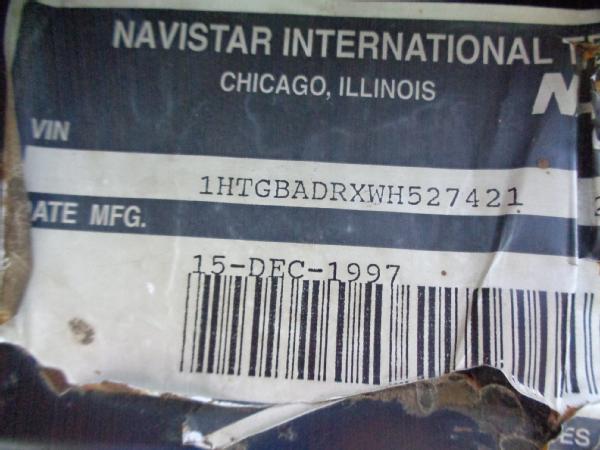 NAVISTAR INTERNATIONAL
CHICAGO, ILLINOIS
VIN
1HTGBADRXWH527421
DATE MFG.
15-DEC-1997